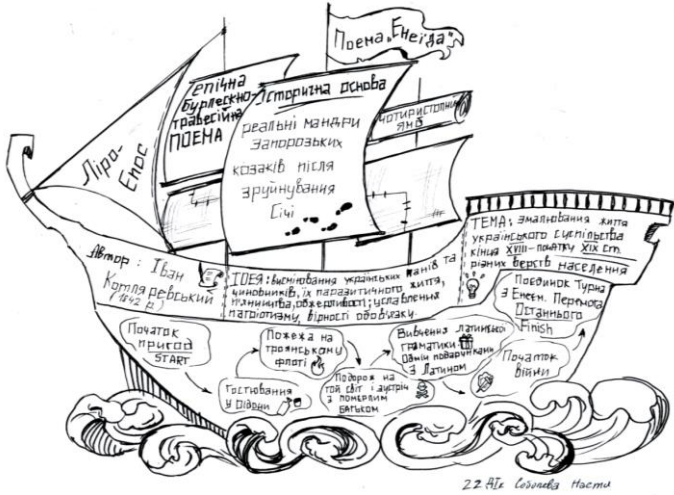 Поема „Енеїда"
епічна
бурлескно-
травесійна
ПОЕМА
Історична основа
реальні мандри
запорозьких
козаків після
зруйнування
Січі
чотиристопний
ямб
Ліро-
Епос
Автор: Іван
Котляревський
(1842 р.)
ІДЕЯ: висміювання українських панів та
чиновників, їх паразитичного життя,
пияцтва, обжерливості; уславлення
патріотизму, вірності обов'язку.
ТЕМА: змалювання життя
українського суспільства
кінця XVIII-початку XIX ст.
різних верств населення
Початок
пригод
START
Гостювання
у Дідони
Пожежа на
троянському
флоті
Подорож на
той світ і зустріч
з померлим
батьком
Вивчення латинської
граматики
Обмін подарунками
з Латином
Початок
війни
Поєдинок Турна
з Енеєм. Перемога
Останнього
Finish
22 Соболєва Насти